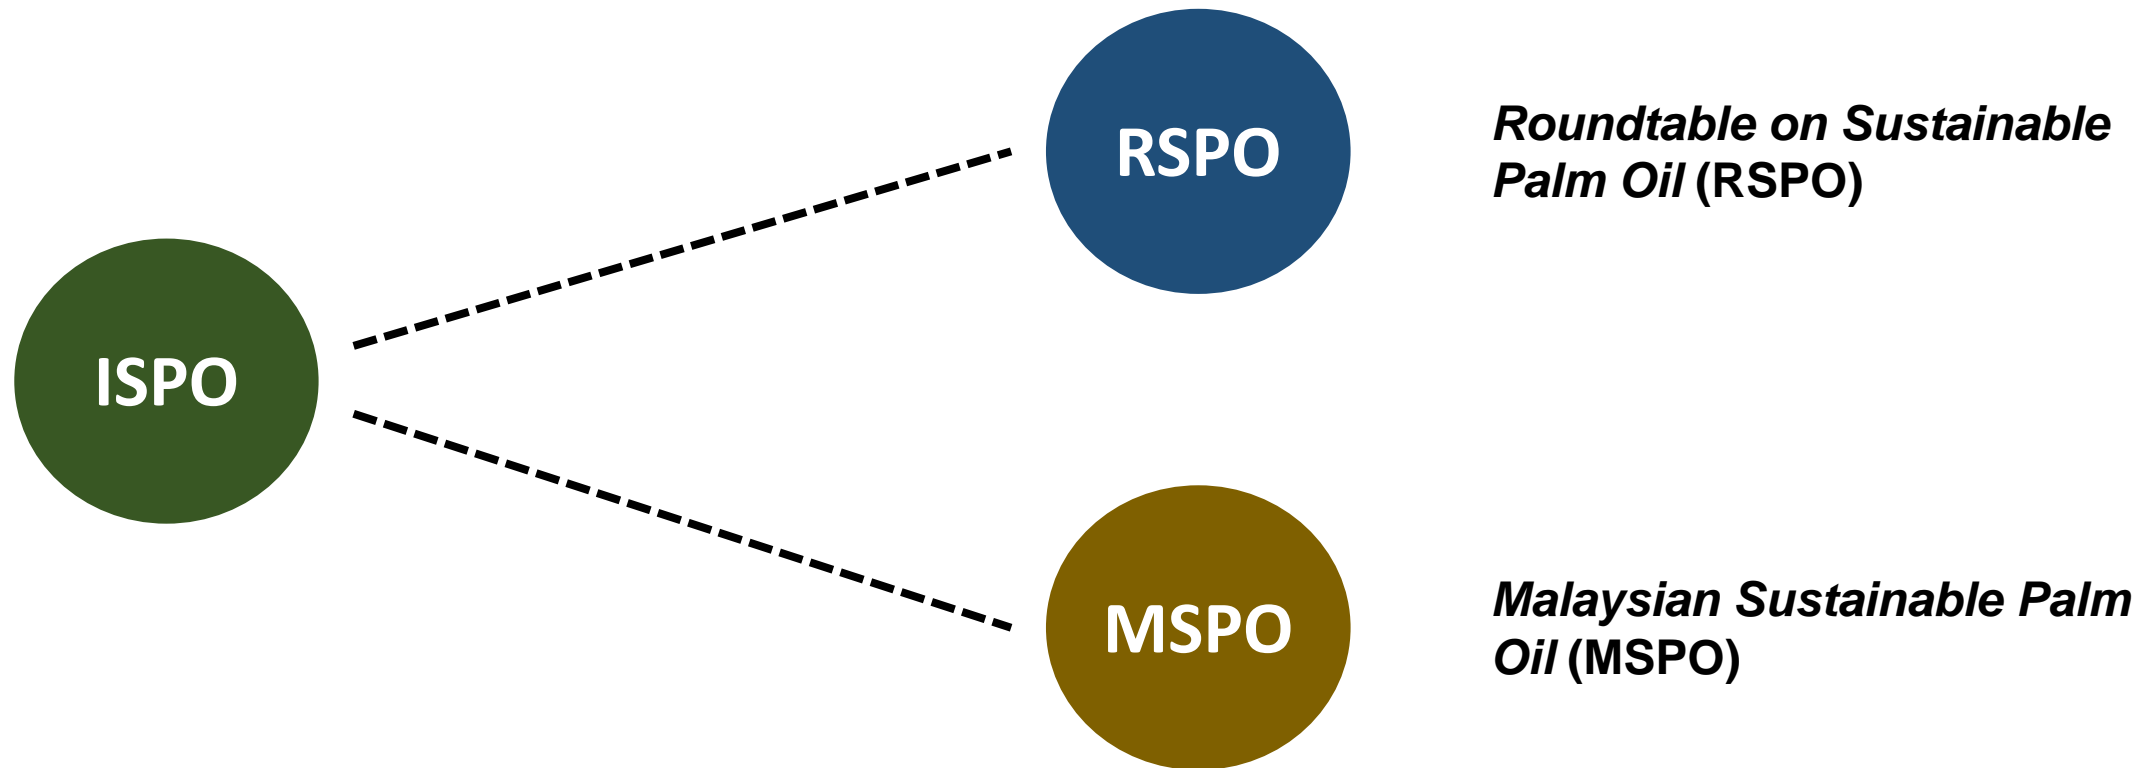 RSPO
Roundtable on Sustainable
Palm Oil (RSPO)
ISPO
MSPO
Malaysian Sustainable Palm
Oil (MSPO)